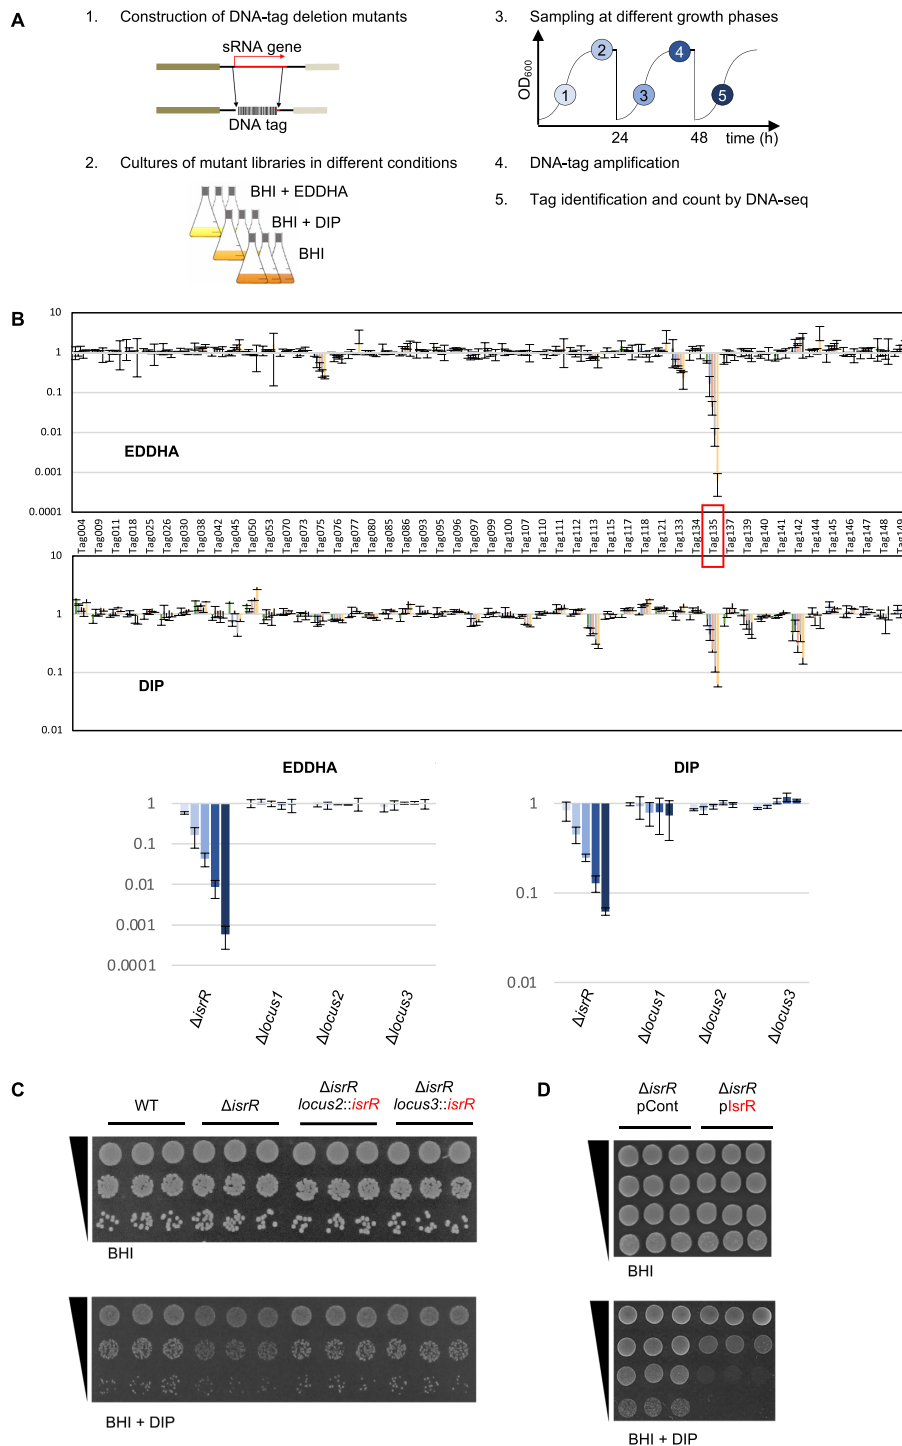 A
1. Construction of DNA-tag deletion mutants
sRNA gene
DNA tag
2. Cultures of mutant libraries in different conditions
BHI + EDDHA
BHI + DIP
BHI
3. Sampling at different growth phases
OD600
1
2
3
4
5
24
48
time (h)
4. DNA-tag amplification
5. Tag identification and count by DNA-seq
B
10
1
0.1
0.01
0.001
0.0001
EDDHA
Tag004
Tag009
Tag011
Tag018
Tag025
Tag026
Tag030
Tag038
Tag042
Tag045
Tag050
Tag053
Tag070
Tag073
Tag075
Tag076
Tag077
Tag080
Tag085
Tag086
Tag093
Tag095
Tag096
Tag097
Tag099
Tag100
Tag107
Tag110
Tag111
Tag112
Tag113
Tag115
Tag117
Tag118
Tag121
Tag133
Tag134
Tag135
Tag137
Tag139
Tag140
Tag141
Tag142
Tag144
Tag145
Tag146
Tag147
Tag148
Tag149
10
1
0.1
0.01
DIP
EDDHA
1
0.1
0.01
0.001
0.0001
ΔisrR
Δlocus1
Δlocus2
Δlocus3
DIP
1
0.1
0.01
ΔisrR
Δlocus1
Δlocus2
Δlocus3
C
WT
ΔisrR
ΔisrR
locus2::isrR
ΔisrR
locus3::isrR
BHI
BHI + DIP
D
ΔisrR
pCont
ΔisrR
pIsrR
BHI
BHI + DIP